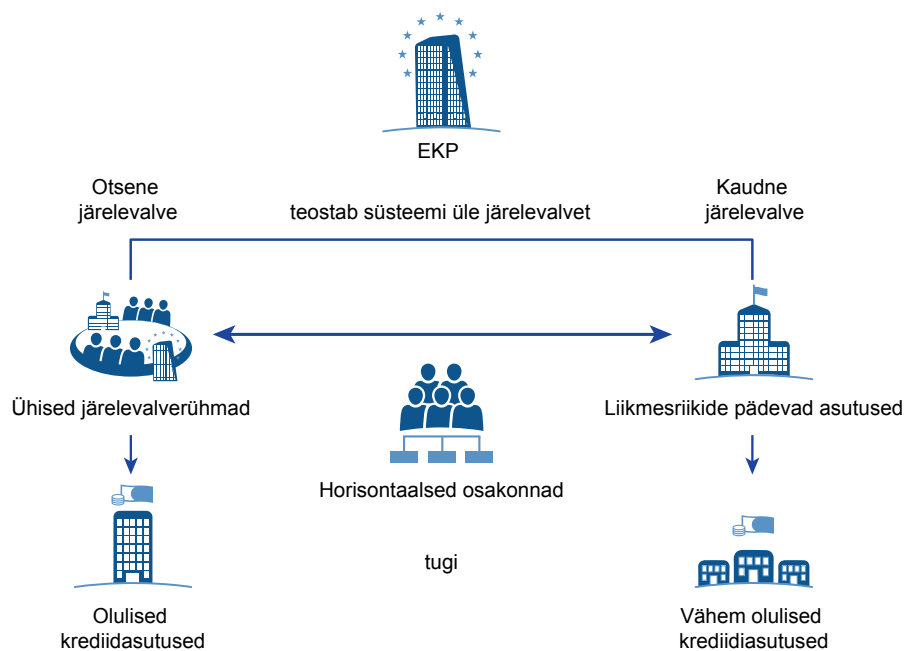 EKP
Otsene
järelevalve
teostab süsteemi üle järelevalvet
Kaudne
järelevalve
Ühised järelevalverühmad
Liikmesriikide pädevad asutused
Horisontaalsed osakonnad
tugi
Olulised
krediidasutused
Vähem olulised
krediidiasutused